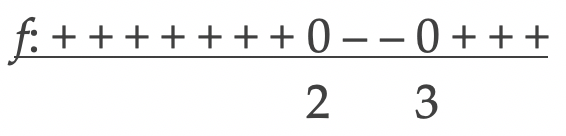 f: + + + + + + + 0 − − 0 + + +
2 3